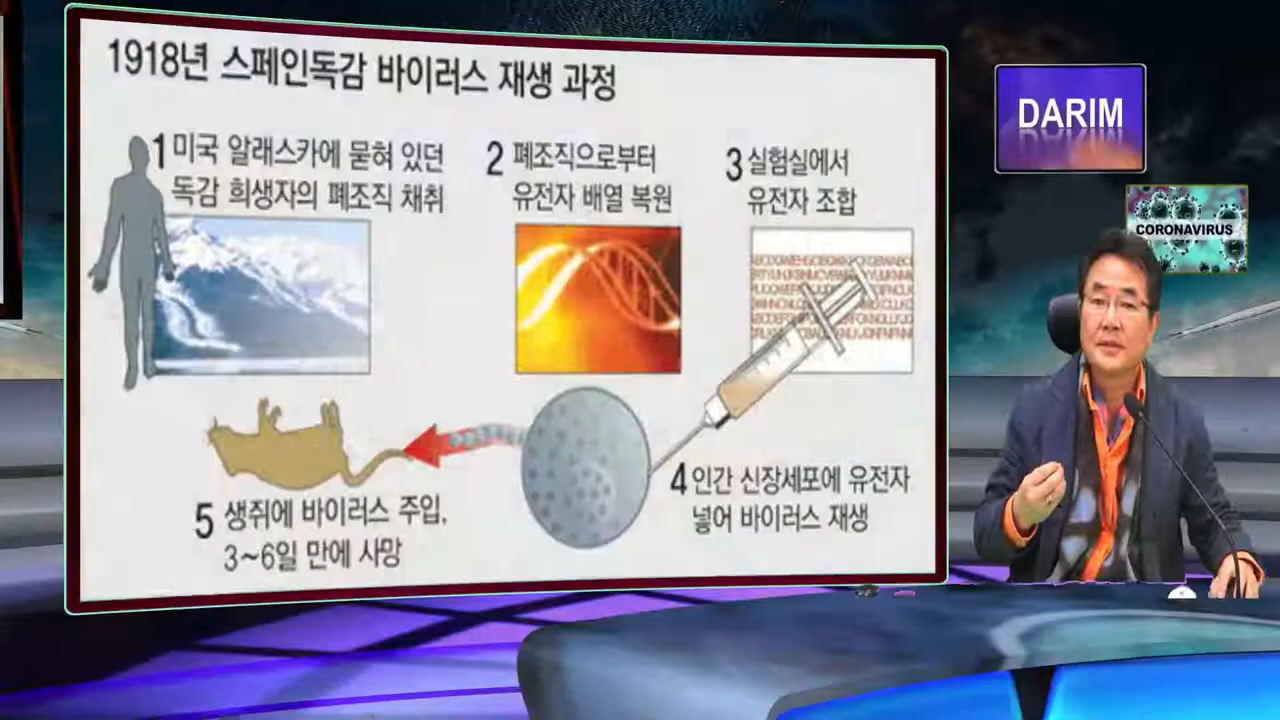 1918년 스페인독감 바이러스 재생 과정
1 미국 알래스카에 묻혀 있던
독감 희생자의 폐조직 채취
2 폐조직으로부터
유전자 배열 복원
3 실험실에서
유전자 조합
4 인간 신장세포에 유전자
넣어 바이러스 재생
5 생쥐에 바이러스 주입,
3~6일 만에 사망
DARIM
CORONAVIRUS